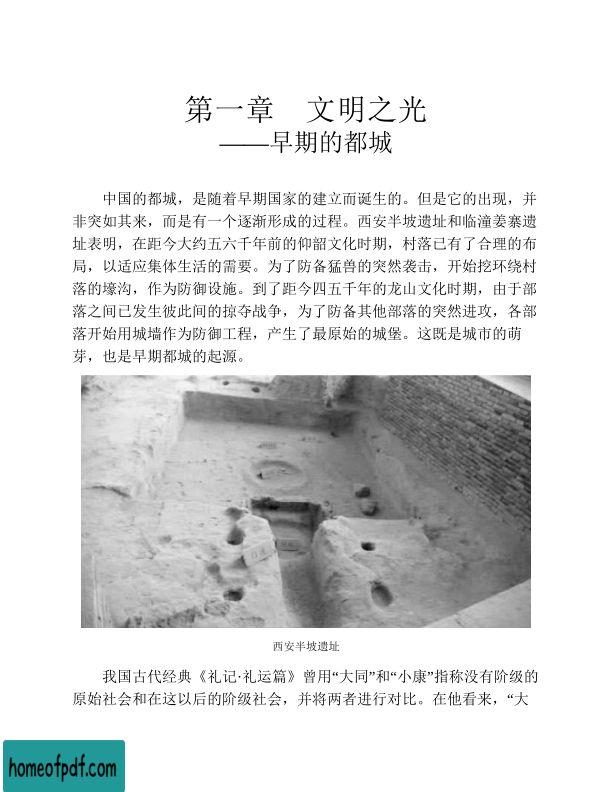 第一章　文明之光
——早期的都城
中国的都城，是随着早期国家的建立而诞生的。但是它的出现，并
非突如其来，而是有一个逐渐形成的过程。西安半坡遗址和临潼姜寨遗
址表明，在距今大约五六千年前的仰韶文化时期，村落已有了合理的布
局，以适应集体生活的需要。为了防备猛兽的突然袭击，开始挖环绕村
落的壕沟，作为防御设施。到了距今四五千年的龙山文化时期，由于部
落之间已发生彼此间的掠夺战争，为了防备其他部落的突然进攻，各部
落开始用城墙作为防御工程，产生了最原始的城堡。这既是城市的萌
芽，也是早期都城的起源。
西安半坡遗址
我国古代经典《礼记·礼运篇》曾用“大同”和“小康”指称没有阶级的
原始社会和在这以后的阶级社会，并将两者进行对比。在他看来，“大
homeofpdf.com